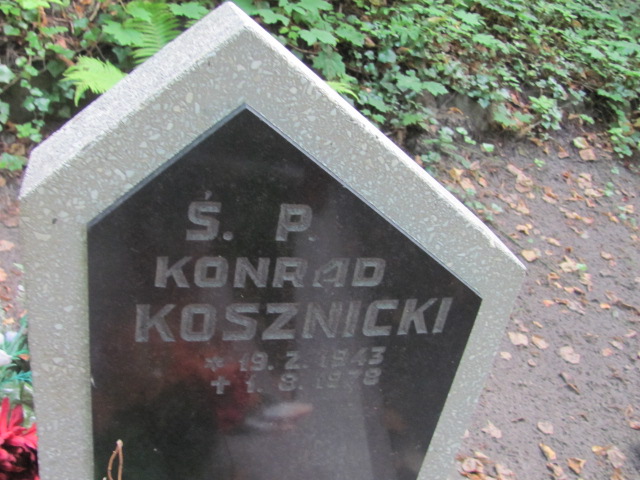 Ś. P.
KONRAD
KOSZNICKI
* 19. 2. 1943
+ 1. 8. 1978